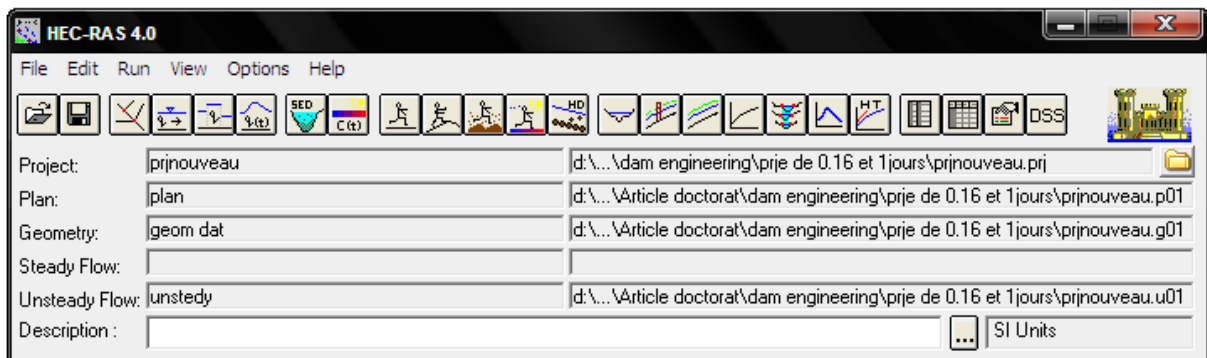 HEC-RAS 4.0
File Edit Run View Options Help
SED C(t) HD HT DSS
Project: prjnouveau d:\...\dam engineering\prje de 0.16 et 1jours\prjnouveau.prj
Plan: plan d:\...\Article doctorat\dam engineering\prje de 0.16 et 1jours\prjnouveau.p01
Geometry: geom dat d:\...\Article doctorat\dam engineering\prje de 0.16 et 1jours\prjnouveau.g01
Steady Flow:
Unsteady Flow: unstedy d:\...\Article doctorat\dam engineering\prje de 0.16 et 1jours\prjnouveau.u01
Description : ... SI Units